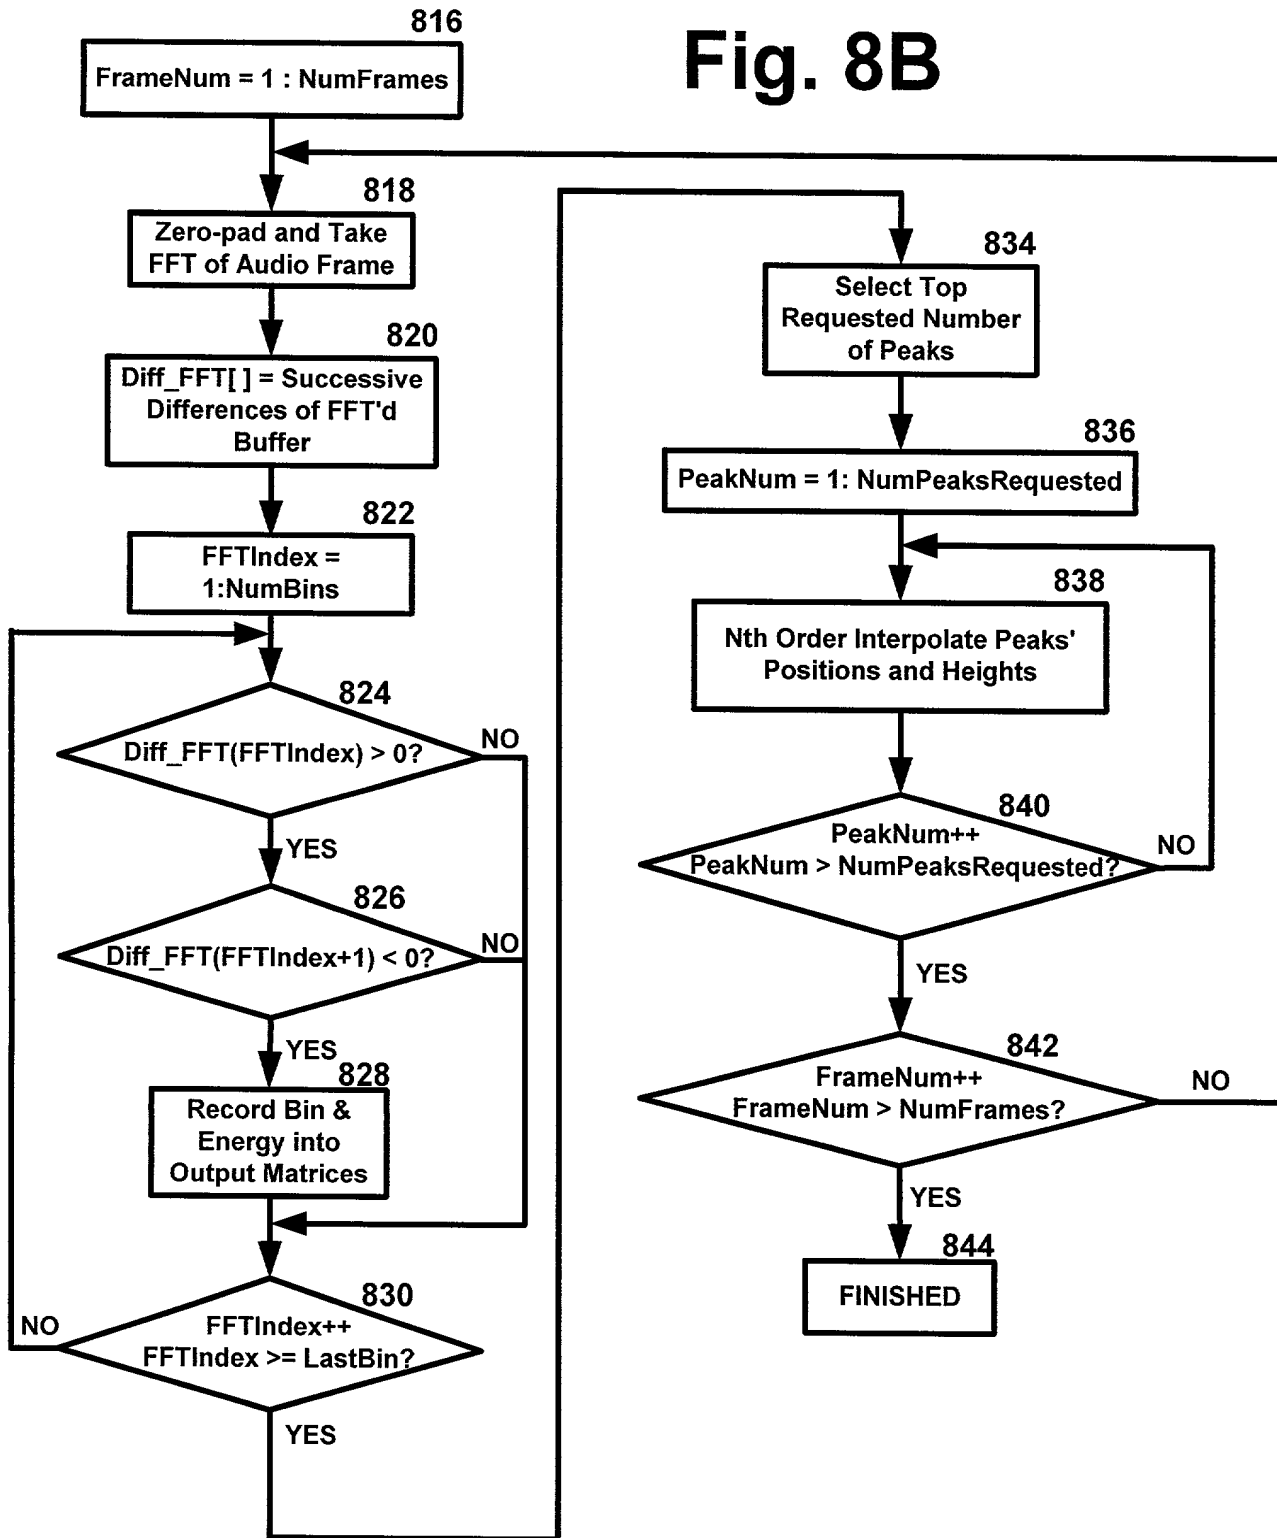 Fig. 8B
816
FrameNum = 1 : NumFrames
818
Zero-pad and Take
FFT of Audio Frame
820
Diff_FFT[ ] = Successive
Differences of FFT'd
Buffer
822
FFTIndex =
1:NumBins
824
Diff_FFT(FFTIndex) > 0?
NO
YES
826
Diff_FFT(FFTIndex+1) < 0?
NO
YES
828
Record Bin &
Energy into
Output Matrices
830
FFTIndex++
FFTIndex >= LastBin?
NO
YES
834
Select Top
Requested Number
of Peaks
836
PeakNum = 1: NumPeaksRequested
838
Nth Order Interpolate Peaks'
Positions and Heights
840
PeakNum++
PeakNum > NumPeaksRequested?
NO
YES
842
FrameNum++
FrameNum > NumFrames?
NO
YES
844
FINISHED